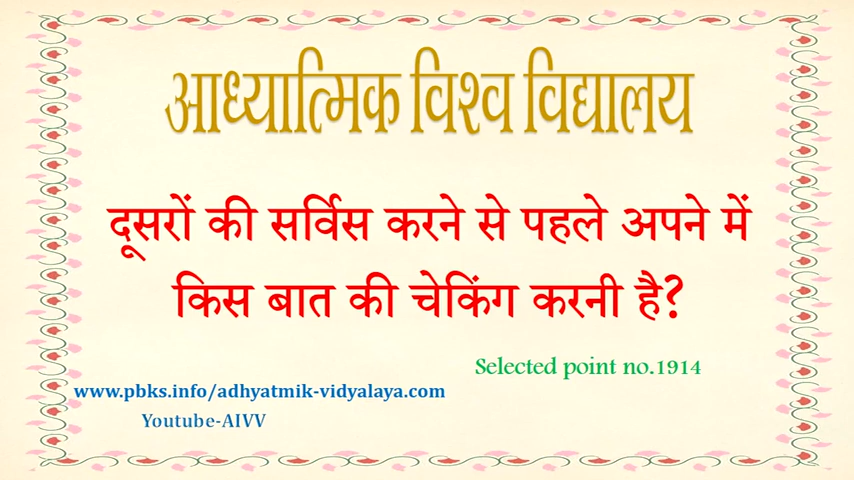 आध्यात्मिक विश्व विद्यालय
दूसरों की सर्विस करने से पहले अपने में
किस बात की चेकिंग करनी है?
Selected point no.1914
www.pbks.info/adhyatmik-vidyalaya.com
Youtube-AIVV